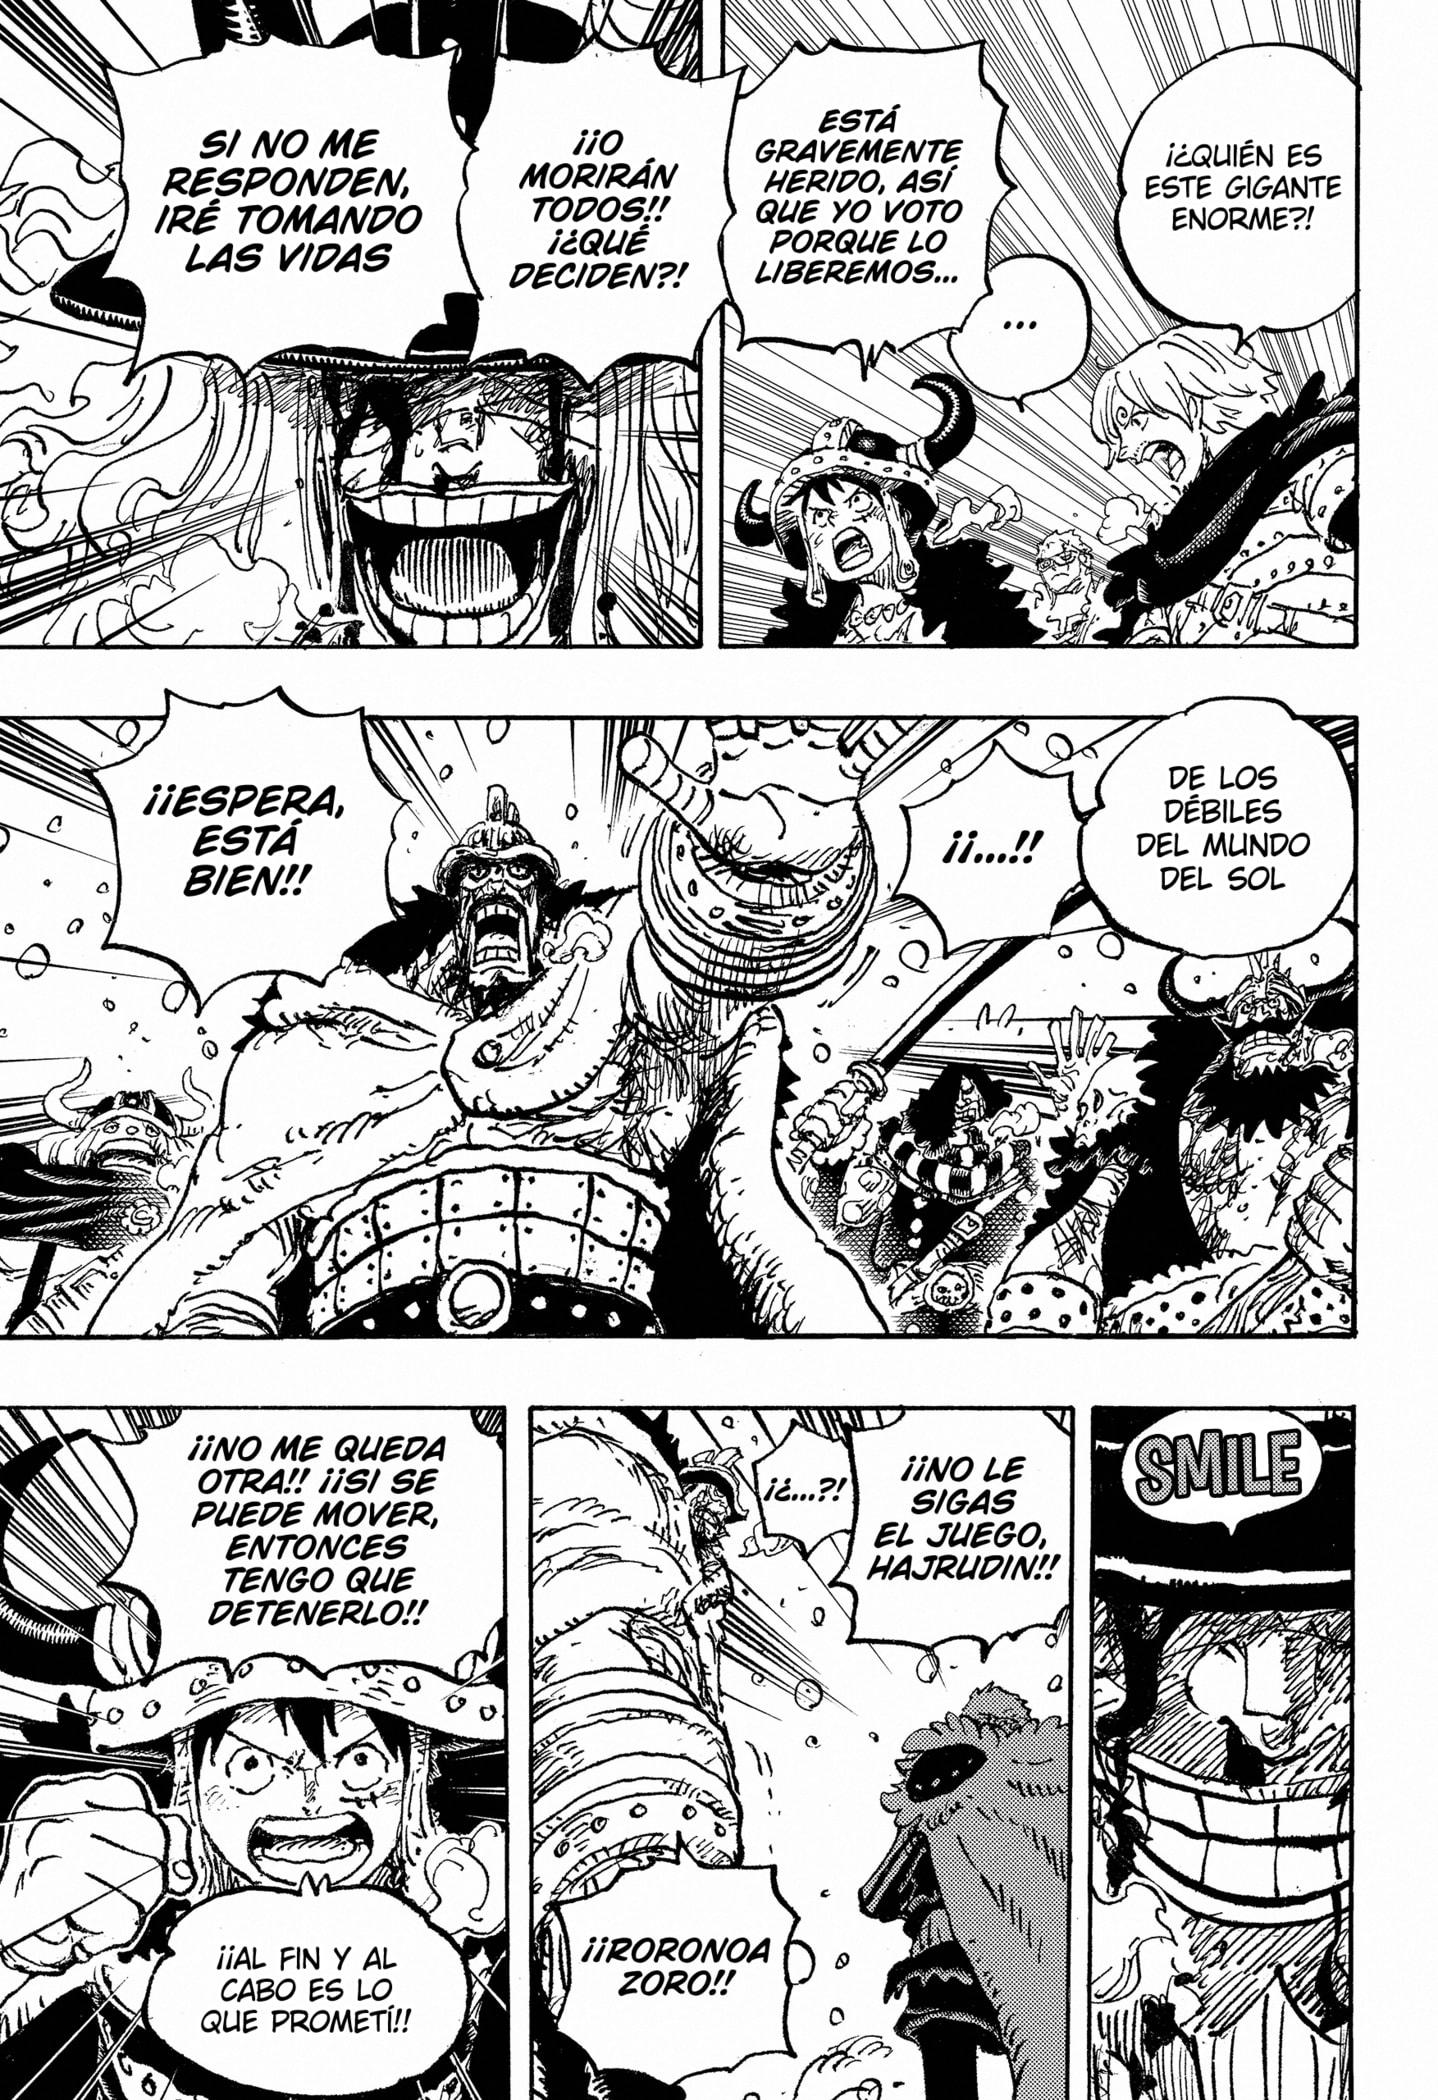 ¡¿QUIÉN ES
ESTE GIGANTE
ENORME?!
...
ESTÁ
GRAVEMENTE
HERIDO, ASÍ
QUE YO VOTO
PORQUE LO
LIBEREMOS...
¡¡O
MORIRÁN
TODOS!!
¡¿QUÉ
DECIDEN?!
SI NO ME
RESPONDEN,
IRÉ TOMANDO
LAS VIDAS
DE LOS
DÉBILES
DEL MUNDO
DEL SOL
¡¡...!!
¡¡ESPERA,
ESTÁ
BIEN!!
SMILE
¡¡NO LE
SIGAS
EL JUEGO,
HAJRUDIN!!
¡¿...?!
¡¡RORONOA
ZORO!!
¡¡NO ME QUEDA
OTRA!! ¡¡SI SE
PUEDE MOVER,
ENTONCES
TENGO QUE
DETENERLO!!
¡¡AL FIN Y AL
CABO ES LO
QUE PROMETÍ!!